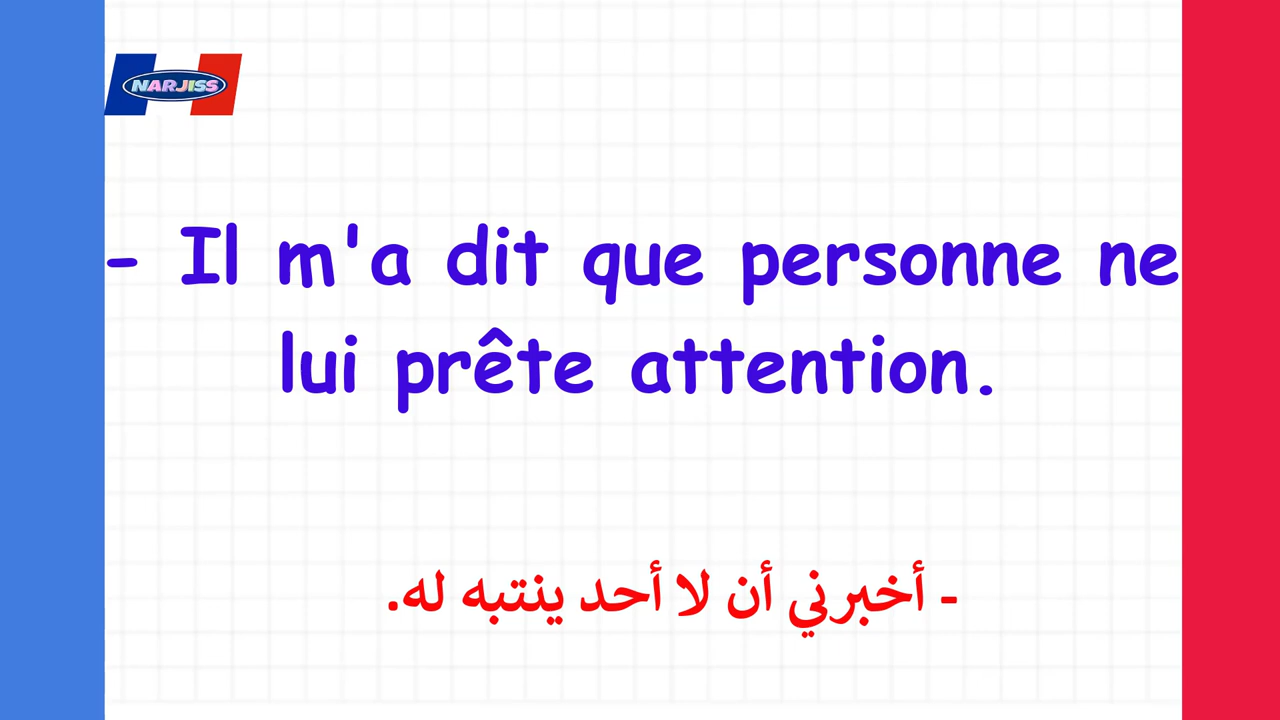 NARJISS
- Il m'a dit que personne ne
lui prête attention.
- أخبرني أن لا أحد ينتبه له.